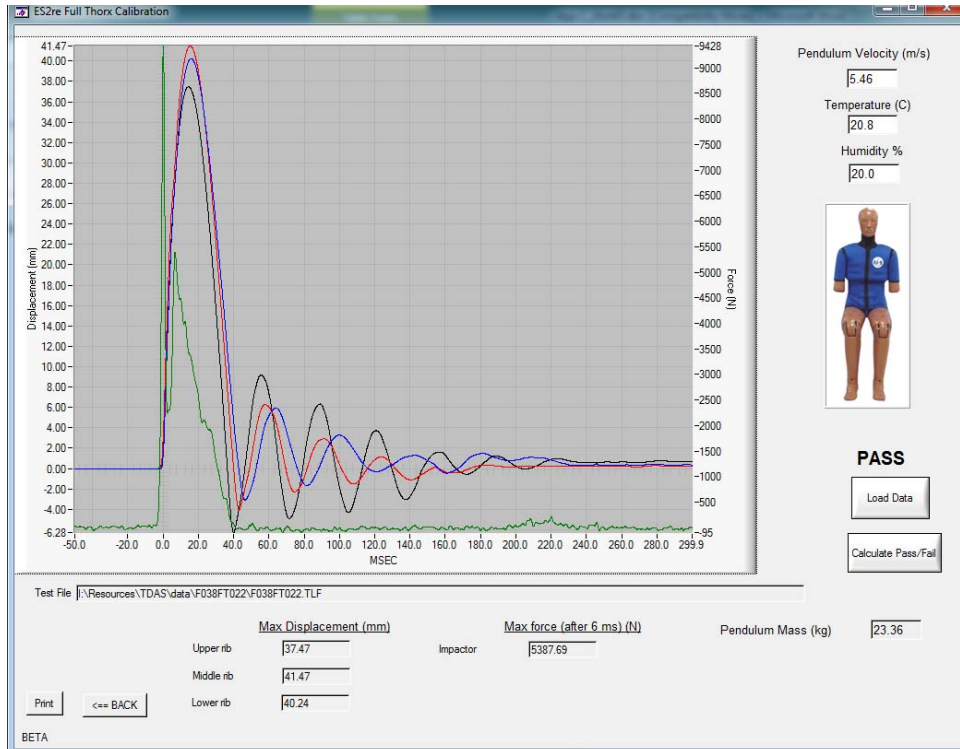 ES2re Full Thorx Calibration
41.47
40.00
38.00
36.00
34.00
32.00
30.00
28.00
26.00
24.00
22.00
20.00
18.00
16.00
14.00
12.00
10.00
8.00
6.00
4.00
2.00
0.00
-2.00
-4.00
-6.28
Displacement (mm)
9428
9000
8500
8000
7500
7000
6500
6000
5500
5000
4500
4000
3500
3000
2500
2000
1500
1000
500
-95
Force (N)
-50.0 -20.0 0.0 20.0 40.0 60.0 80.0 100.0 120.0 140.0 160.0 180.0 200.0 220.0 240.0 260.0 280.0 299.9
MSEC
Pendulum Velocity (m/s)
5.46
Temperature (C)
20.8
Humidity %
20.0
PASS
Load Data
Calculate Pass/Fail
Test File I:\Resources\TDAS\data\F038FT022\F038FT022.TLF
Max Displacement (mm)
Upper rib 37.47
Middle rib 41.47
Lower rib 40.24
Max force (after 6 ms) (N)
Impactor 5387.69
Pendulum Mass (kg) 23.36
Print
<== BACK
BETA